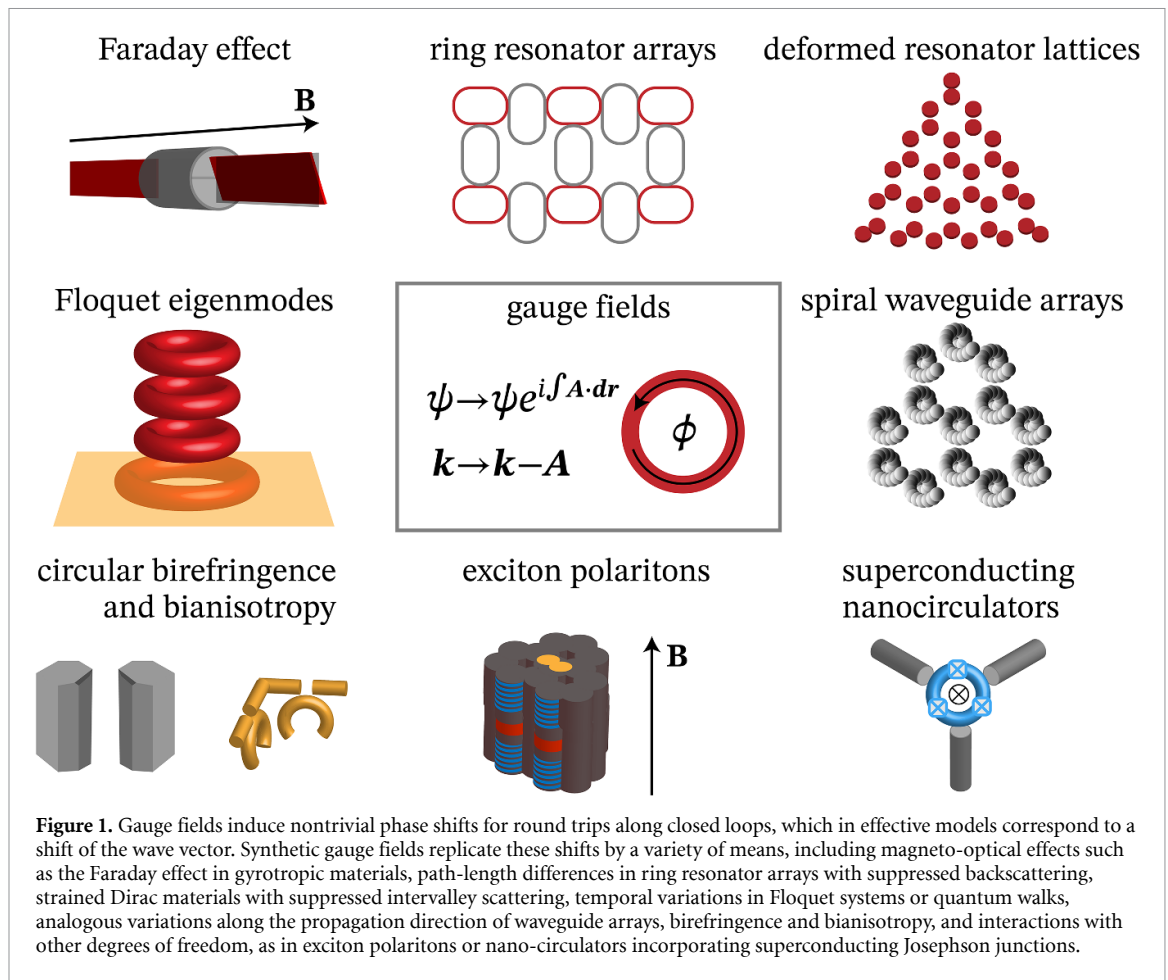 Faraday effect
B
ring resonator arrays
deformed resonator lattices
Floquet eigenmodes
gauge fields
ψ→ψe^{i∫A·dr}
k→k−A
ϕ
spiral waveguide arrays
circular birefringence
and bianisotropy
exciton polaritons
B
superconducting
nanocirculators
Figure 1. Gauge fields induce nontrivial phase shifts for round trips along closed loops, which in effective models correspond to a
shift of the wave vector. Synthetic gauge fields replicate these shifts by a variety of means, including magneto-optical effects such
as the Faraday effect in gyrotropic materials, path-length differences in ring resonator arrays with suppressed backscattering,
strained Dirac materials with suppressed intervalley scattering, temporal variations in Floquet systems or quantum walks,
analogous variations along the propagation direction of waveguide arrays, birefringence and bianisotropy, and interactions with
other degrees of freedom, as in exciton polaritons or nano-circulators incorporating superconducting Josephson junctions.